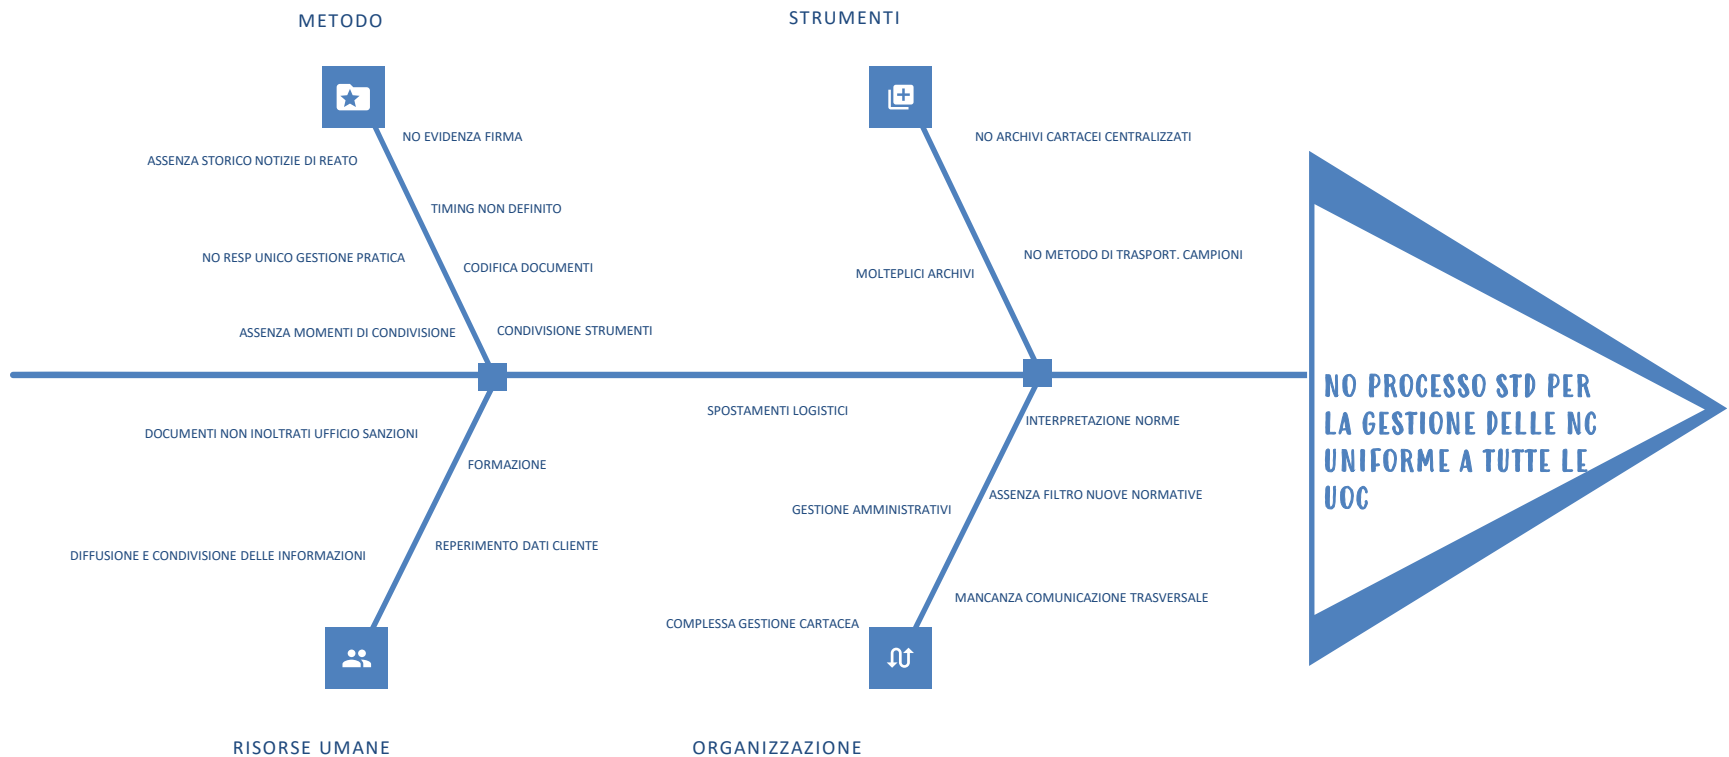 METODO
STRUMENTI
NO EVIDENZA FIRMA
NO ARCHIVI CARTACEI CENTRALIZZATI
ASSENZA STORICO NOTIZIE DI REATO
TIMING NON DEFINITO
NO RESP UNICO GESTIONE PRATICA
CODIFICA DOCUMENTI
NO METODO DI TRASPORT. CAMPIONI
MOLTEPLICI ARCHIVI
ASSENZA MOMENTI DI CONDIVISIONE
CONDIVISIONE STRUMENTI
NO PROCESSO STD PER
LA GESTIONE DELLE NC
UNIFORME A TUTTE LE
UOC
SPOSTAMENTI LOGISTICI
INTERPRETAZIONE NORME
DOCUMENTI NON INOLTRATI UFFICIO SANZIONI
FORMAZIONE
ASSENZA FILTRO NUOVE NORMATIVE
GESTIONE AMMINISTRATIVI
REPERIMENTO DATI CLIENTE
DIFFUSIONE E CONDIVISIONE DELLE INFORMAZIONI
MANCANZA COMUNICAZIONE TRASVERSALE
COMPLESSA GESTIONE CARTACEA
RISORSE UMANE
ORGANIZZAZIONE